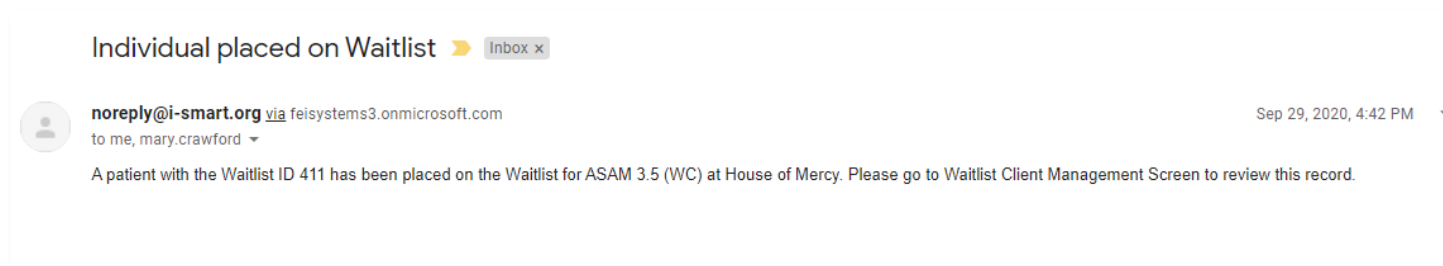 Individual placed on Waitlist Inbox x
noreply@i-smart.org via feisystems3.onmicrosoft.com Sep 29, 2020, 4:42 PM
to me, mary.crawford
A patient with the Waitlist ID 411 has been placed on the Waitlist for ASAM 3.5 (WC) at House of Mercy. Please go to Waitlist Client Management Screen to review this record.